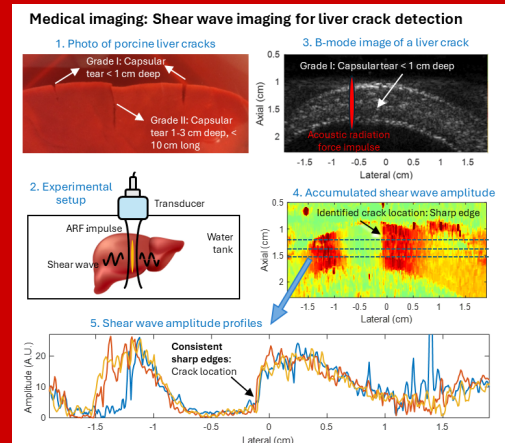 Medical imaging: Shear wave imaging for liver crack detection
1. Photo of porcine liver cracks
Grade I: Capsular
tear < 1 cm deep
Grade II: Capsular
tear 1-3 cm deep, <
10 cm long
3. B-mode image of a liver crack
Grade I: Capsular tear < 1 cm deep
Acoustic radiation
force impulse
Axial (cm)
0.5
1
1.5
2
-1.5 -1 -0.5 0 0.5 1 1.5
Lateral (cm)
2. Experimental
setup
Transducer
ARF impulse
Water
tank
Shear wave
4. Accumulated shear wave amplitude
Identified crack location: Sharp edge
Axial (cm)
0.5
1
1.5
2
-1.5 -1 -0.5 0 0.5 1 1.5
Lateral (cm)
5. Shear wave amplitude profiles
Consistent
sharp edges:
Crack location
Amplitude (A.U.)
20
10
0
-1.5 -1 -0.5 0 0.5 1 1.5
Lateral (cm)